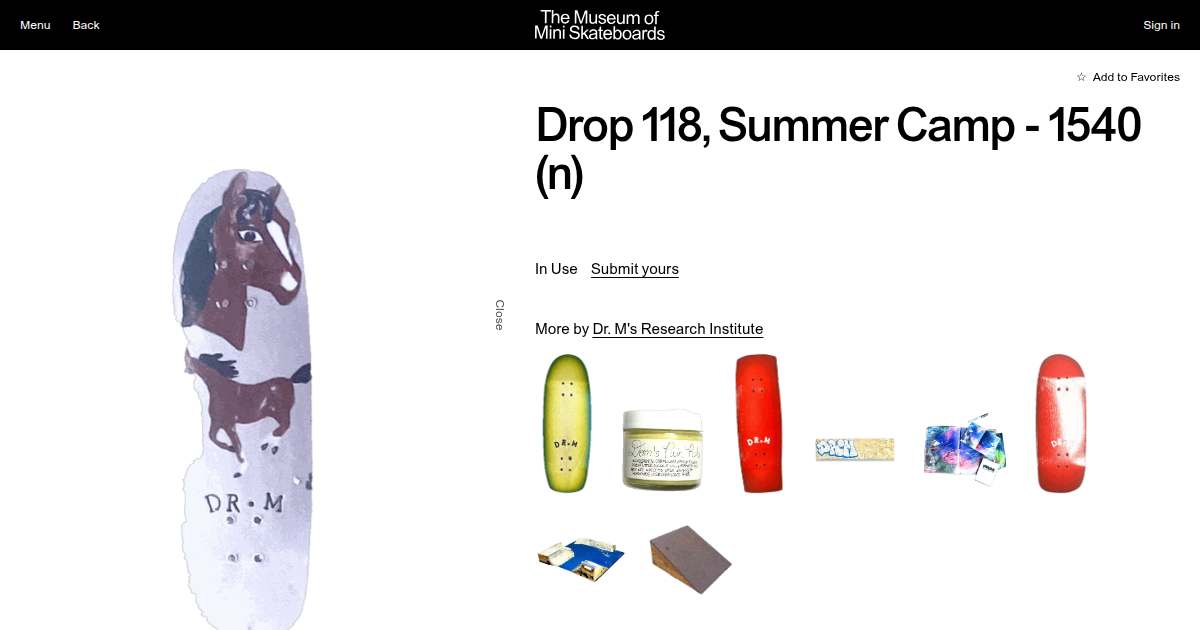 Menu
Back
The Museum of
Mini Skateboards
Sign in
☆ Add to Favorites
Drop 118, Summer Camp - 1540
(n)
In Use
Submit yours
Close
More by Dr. M's Research Institute
DR • M
DR • M
DR • M